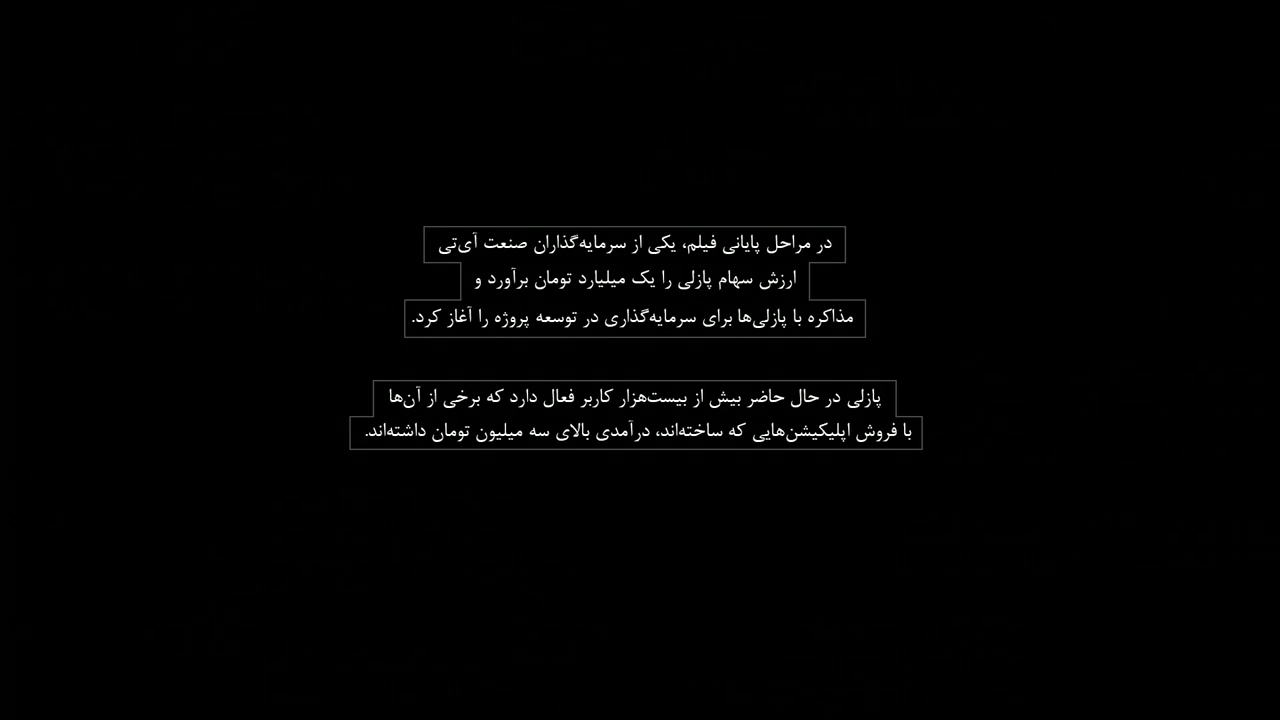 در مراحل پایانی فیلم، یکی از سرمایه‌گذاران صنعت آی‌تی
ارزش سهام پازلی را یک میلیارد تومان برآورد و
مذاکره با پازلی‌ها برای سرمایه‌گذاری در توسعه پروژه را آغاز کرد.
پازلی در حال حاضر بیش از بیست‌هزار کاربر فعال دارد که برخی از آن‌ها
با فروش اپلیکیشن‌هایی که ساخته‌اند، درآمدی بالای سه میلیون تومان داشته‌اند.